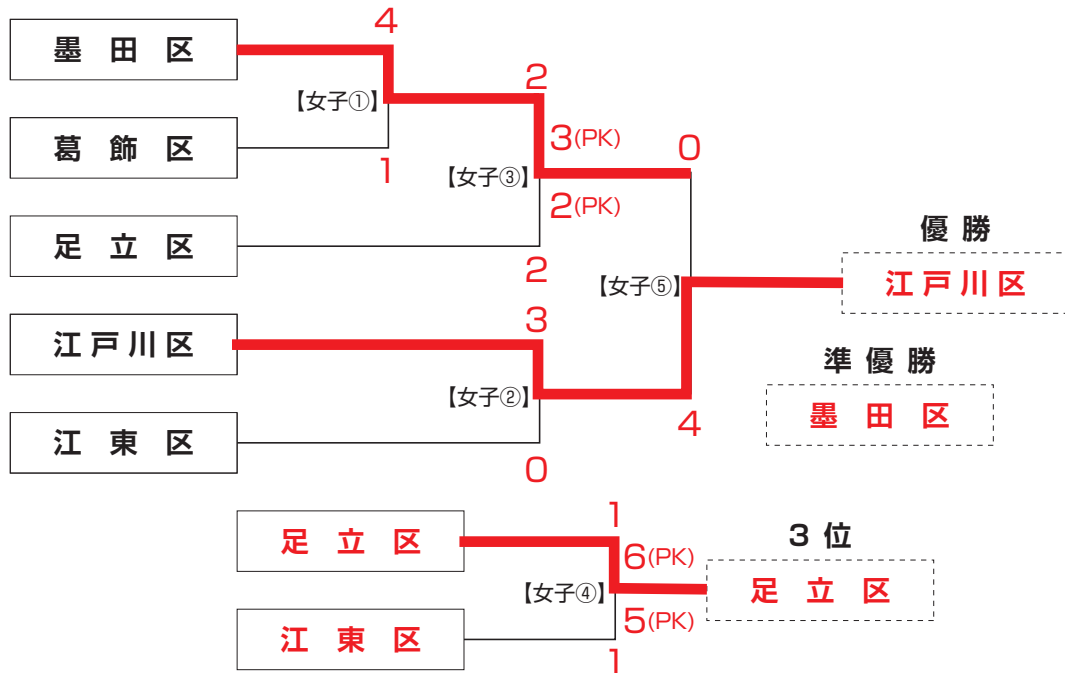 4
墨田区
2
【女子①】
3(PK)
0
葛飾区
1
【女子③】
2(PK)
優勝
足立区
2
【女子⑤】
江戸川区
3
江戸川区
準優勝
【女子②】
墨田区
4
江東区
0
1
足立区
3位
6(PK)
【女子④】
足立区
5(PK)
江東区
1